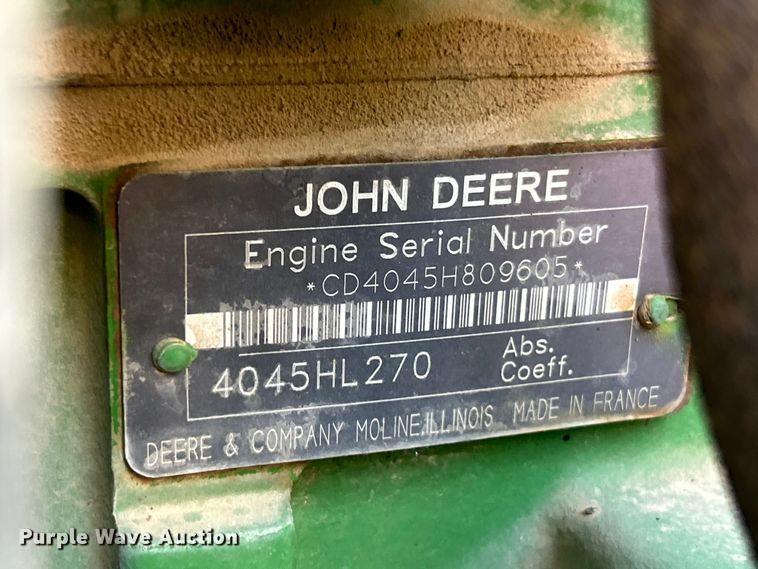 JOHN DEERE
Engine Serial Number
*CD4045H809605*
4045HL270
Abs.
Coeff.
DEERE & COMPANY MOLINE,ILLINOIS MADE IN FRANCE
Purple Wave Auction